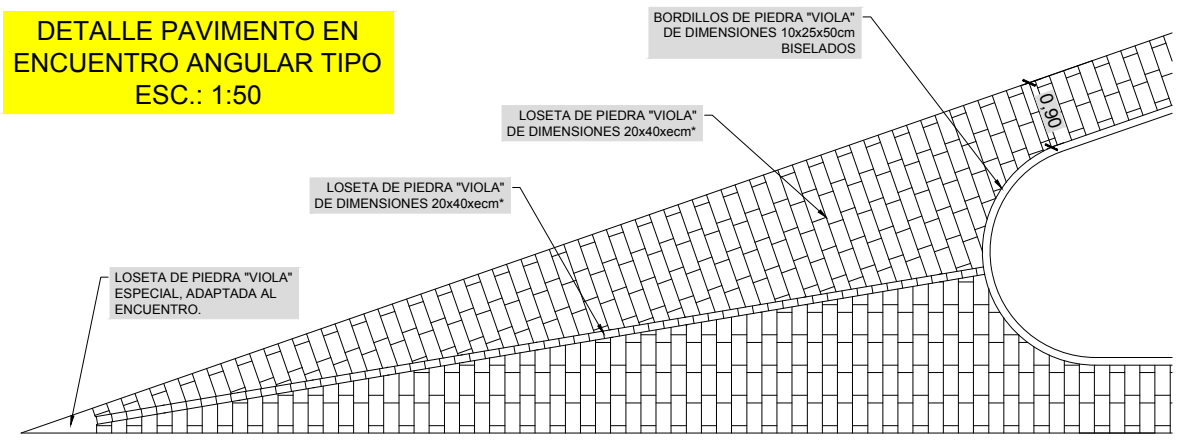 DETALLE PAVIMENTO EN
ENCUENTRO ANGULAR TIPO
ESC.: 1:50
BORDILLOS DE PIEDRA "VIOLA"
DE DIMENSIONES 10x25x50cm
BISELADOS
0,90
LOSETA DE PIEDRA "VIOLA"
DE DIMENSIONES 20x40xecm*
LOSETA DE PIEDRA "VIOLA"
DE DIMENSIONES 20x40xecm*
LOSETA DE PIEDRA "VIOLA"
ESPECIAL, ADAPTADA AL
ENCUENTRO.